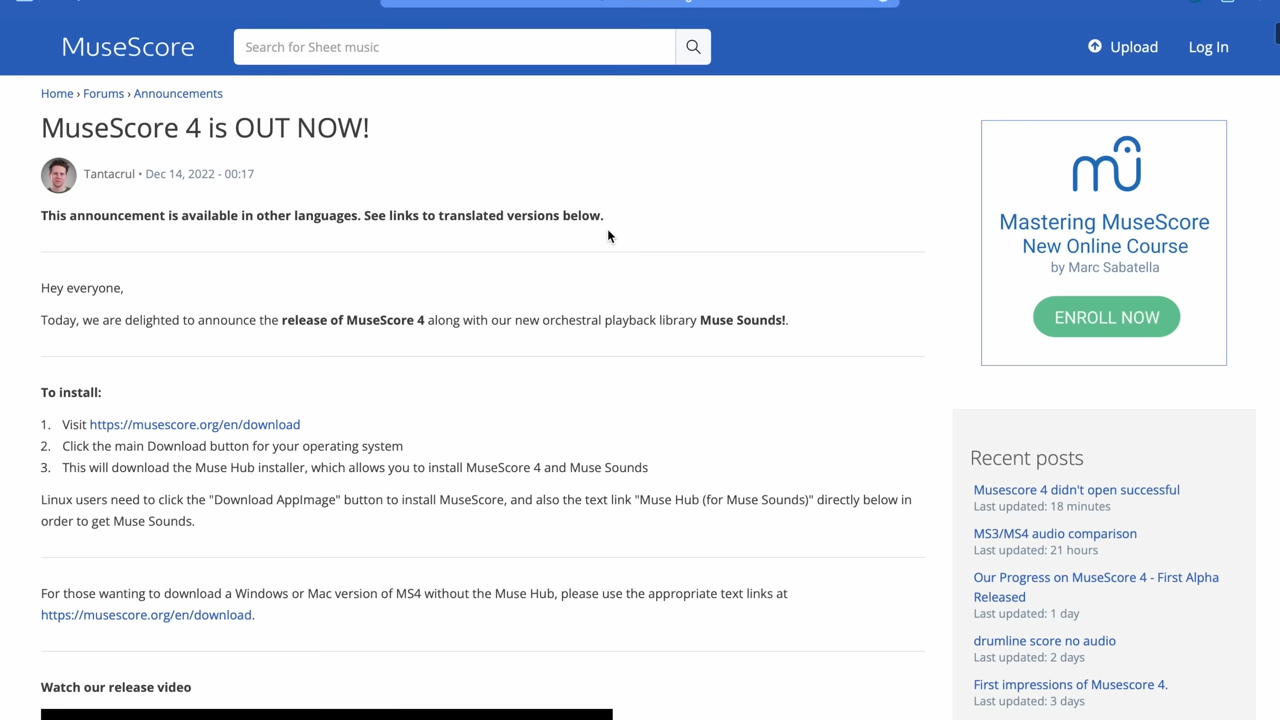 MuseScore
Search for Sheet music
Upload
Log In
Home › Forums › Announcements
MuseScore 4 is OUT NOW!
Tantacrul • Dec 14, 2022 - 00:17
This announcement is available in other languages. See links to translated versions below.
Hey everyone,
Today, we are delighted to announce the release of MuseScore 4 along with our new orchestral playback library Muse Sounds!.
To install:
1. Visit https://musescore.org/en/download
2. Click the main Download button for your operating system
3. This will download the Muse Hub installer, which allows you to install MuseScore 4 and Muse Sounds
Linux users need to click the "Download AppImage" button to install MuseScore, and also the text link "Muse Hub (for Muse Sounds)" directly below in
order to get Muse Sounds.
For those wanting to download a Windows or Mac version of MS4 without the Muse Hub, please use the appropriate text links at
https://musescore.org/en/download.
Watch our release video
mu
Mastering MuseScore
New Online Course
by Marc Sabatella
ENROLL NOW
Recent posts
Musescore 4 didn't open successful
Last updated: 18 minutes
MS3/MS4 audio comparison
Last updated: 21 hours
Our Progress on MuseScore 4 - First Alpha
Released
Last updated: 1 day
drumline score no audio
Last updated: 2 days
First impressions of Musescore 4.
Last updated: 3 days